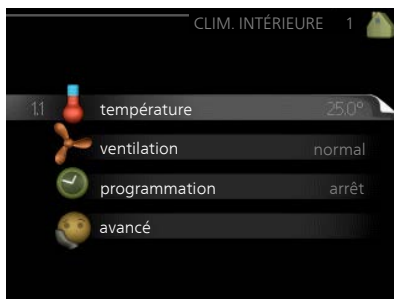 CLIM. INTÉRIEURE 1
1.1 température 25.0°
ventilation normal
programmation arrêt
avancé